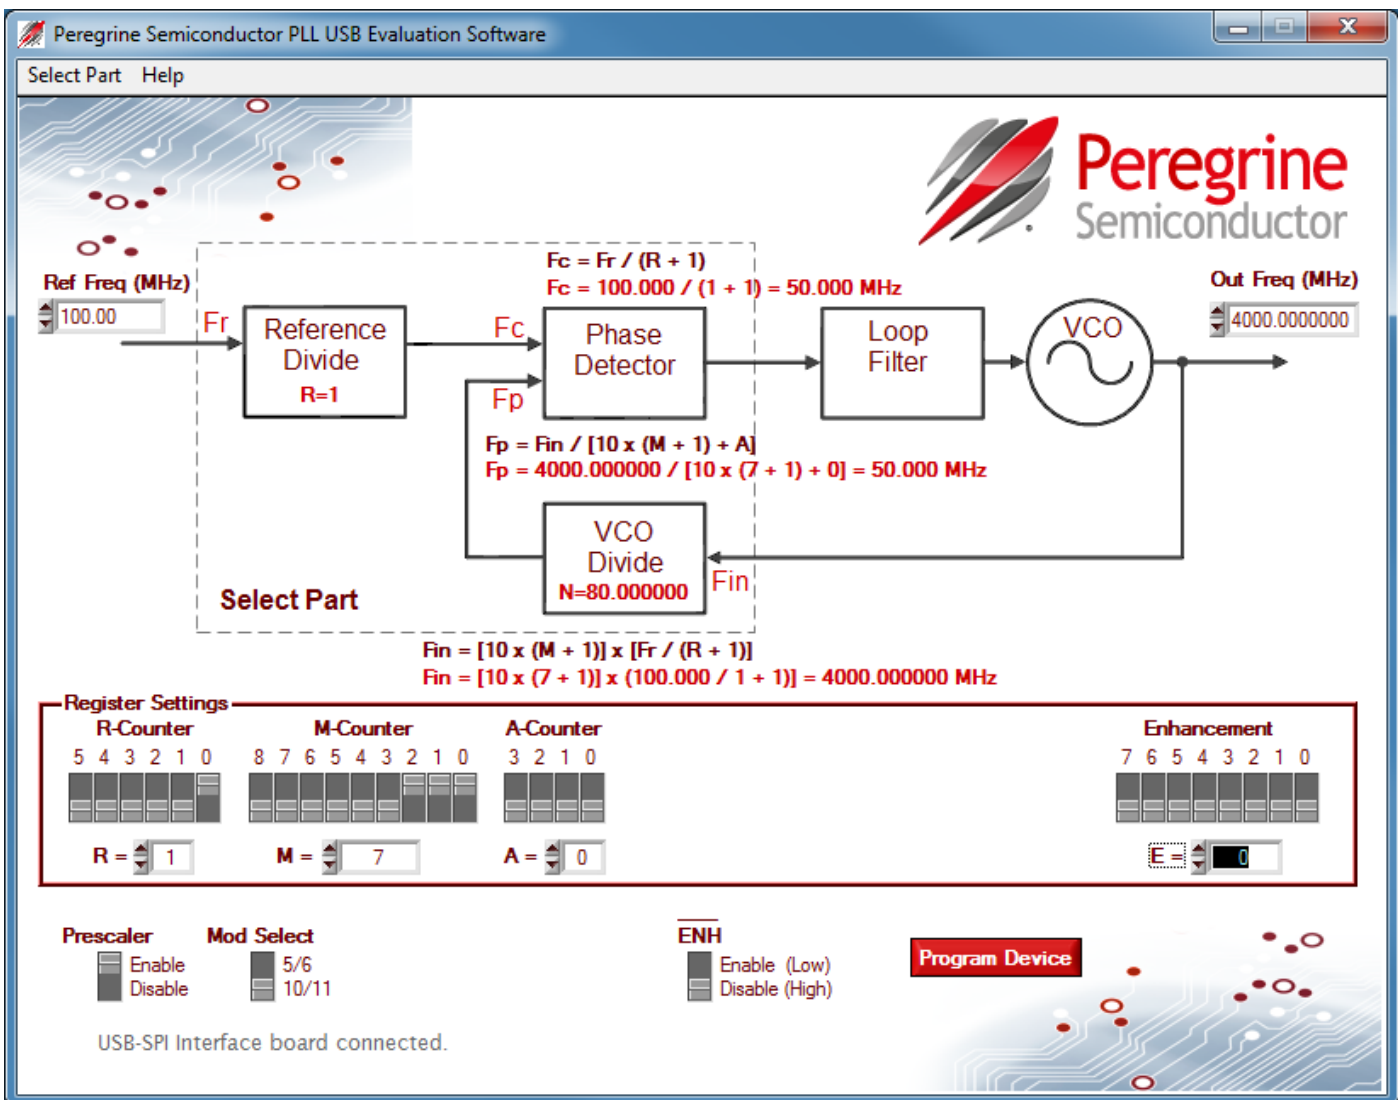 Peregrine Semiconductor PLL USB Evaluation Software
Select Part Help
Peregrine
Semiconductor
Ref Freq (MHz)
100.00
Fc = Fr / (R + 1)
Fc = 100.000 / (1 + 1) = 50.000 MHz
Out Freq (MHz)
4000.0000000
Fr
Reference
Divide
R=1
Fc
Fp
Phase
Detector
Loop
Filter
VCO
Fp = Fin / [10 x (M + 1) + A]
Fp = 4000.000000 / [10 x (7 + 1) + 0] = 50.000 MHz
VCO
Divide
N=80.000000
Fin
Select Part
Fin = [10 x (M + 1)] x [Fr / (R + 1)]
Fin = [10 x (7 + 1)] x (100.000 / 1 + 1)] = 4000.000000 MHz
Register Settings
R-Counter M-Counter A-Counter Enhancement
5 4 3 2 1 0 8 7 6 5 4 3 2 1 0 3 2 1 0 7 6 5 4 3 2 1 0
R = 1 M = 7 A = 0 E = 0
Prescaler Mod Select ENH
Enable 5/6 Enable (Low)
Disable 10/11 Disable (High)
Program Device
USB-SPI Interface board connected.